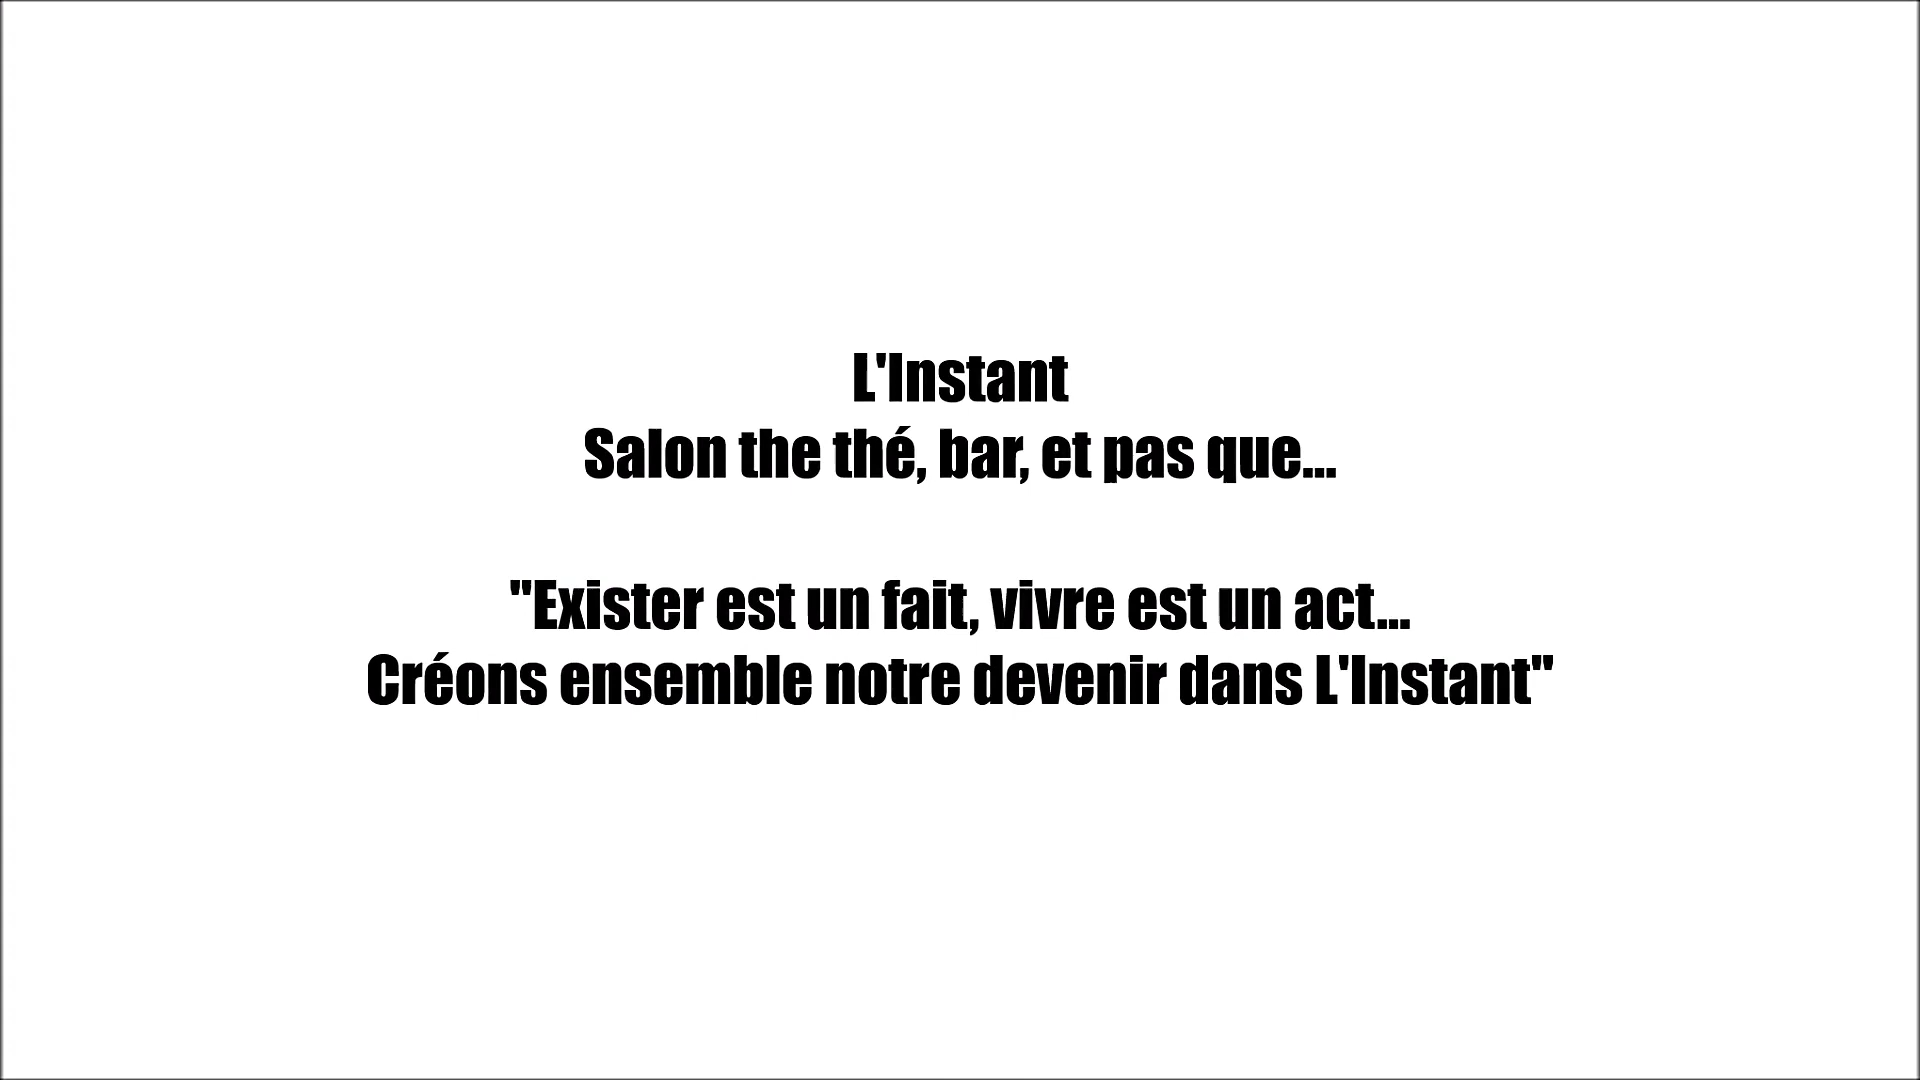 L'Instant
Salon the thé, bar, et pas que...
"Exister est un fait, vivre est un act...
Créons ensemble notre devenir dans L'Instant"